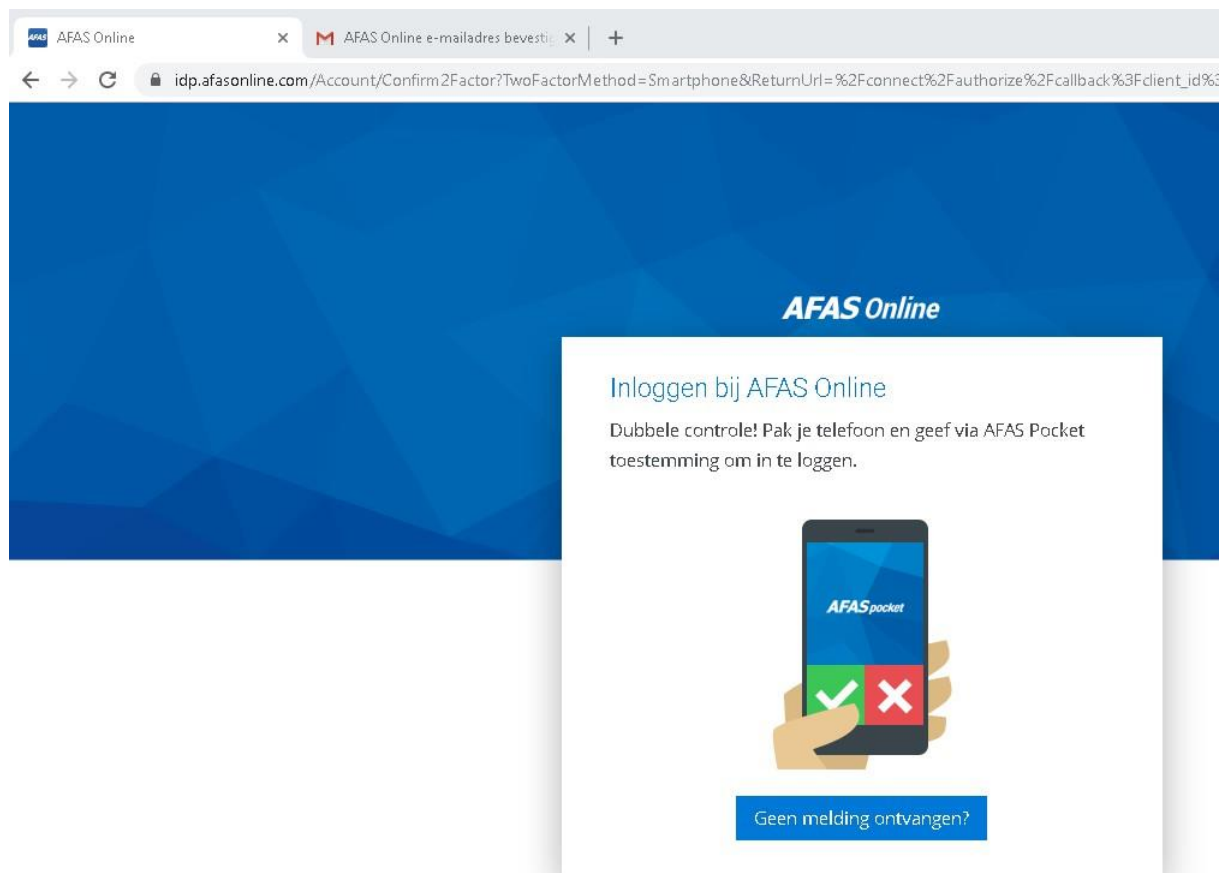 AFAS AFAS Online
AFAS Online e-mailadres bevesti
idp.afasonline.com/Account/Confirm2Factor?TwoFactorMethod=Smartphone&ReturnUrl=%2Fconnect%2Fauthorize%2Fcallback%3Fclient_id%3
AFAS Online
Inloggen bij AFAS Online
Dubbele controle! Pak je telefoon en geef via AFAS Pocket
toestemming om in te loggen.
AFAS pocket
Geen melding ontvangen?